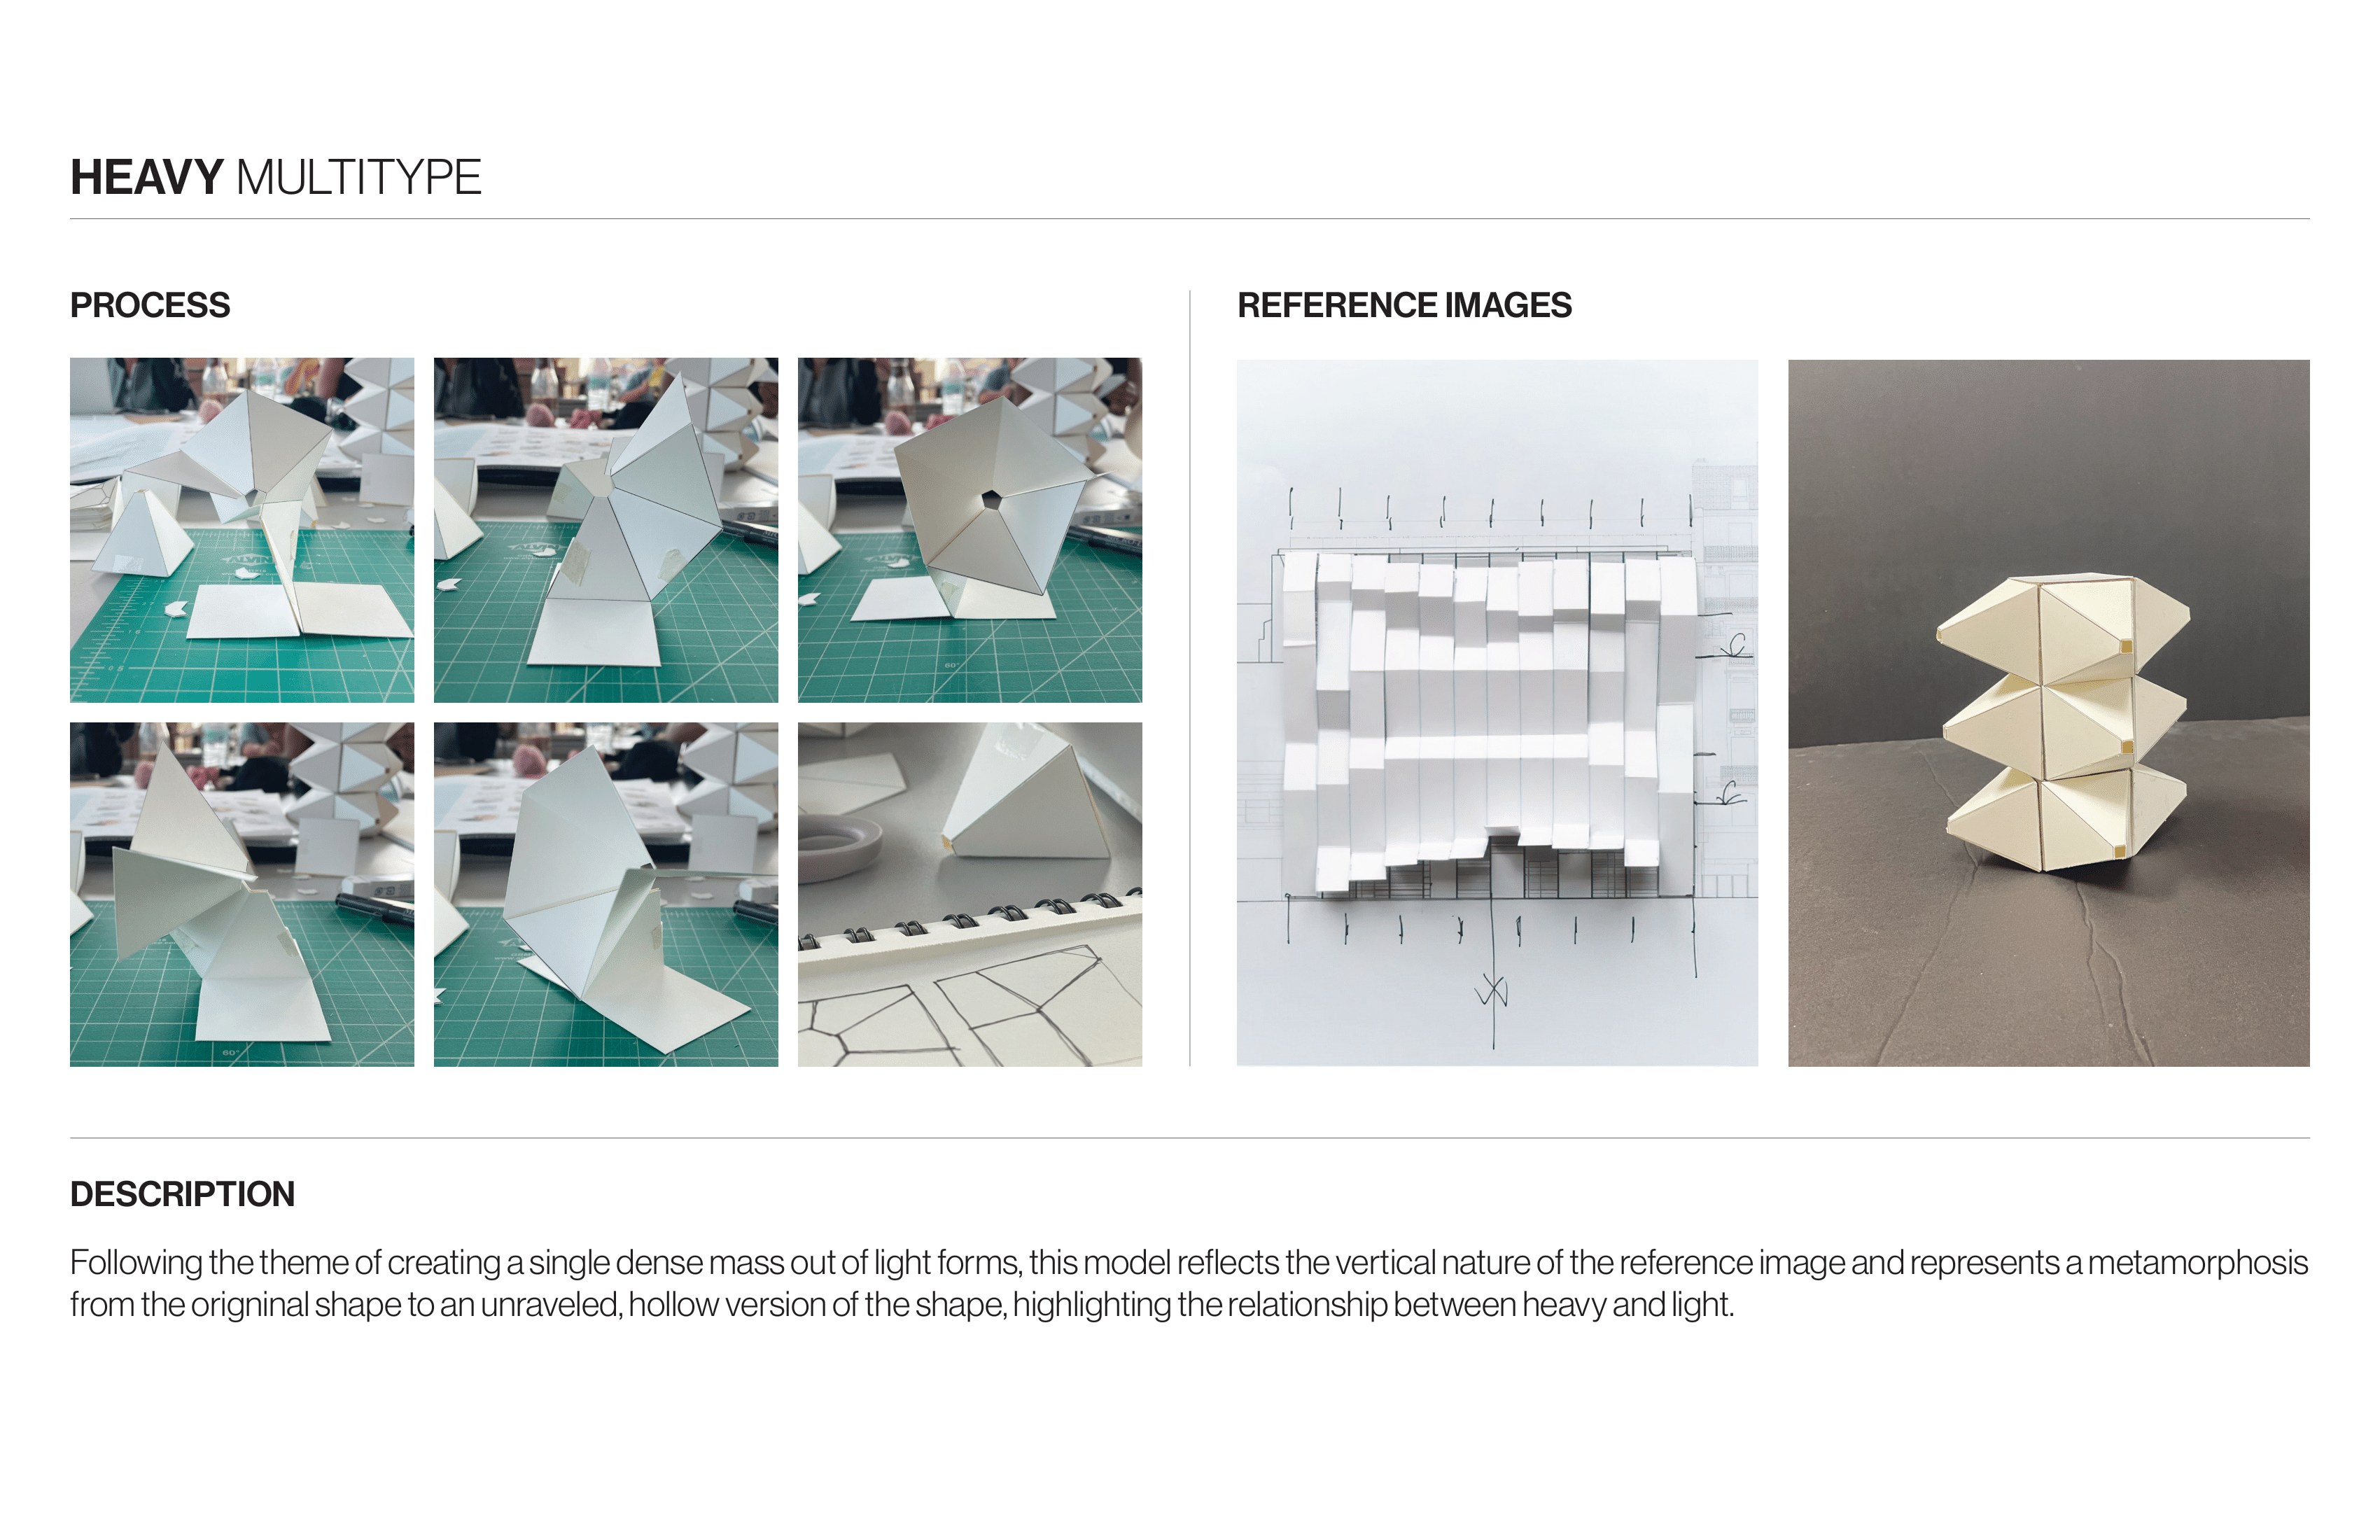 HEAVY MULTITYPE
PROCESS
REFERENCE IMAGES
60°
60°
DESCRIPTION
Following the theme of creating a single dense mass out of light forms, this model reflects the vertical nature of the reference image and represents a metamorphosis
from the origninal shape to an unraveled, hollow version of the shape, highlighting the relationship between heavy and light.